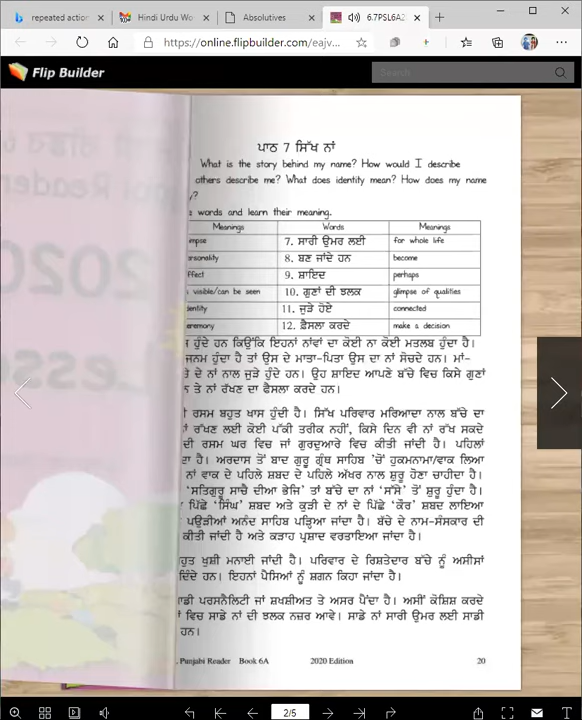 repeated action
Hindi Urdu Wo
Absolutives
6.7PSL6A2
https://online.flipbuilder.com/eajv...
Flip Builder
Search
ਪਾਠ 7 ਸਿੱਖ ਨਾਂ
What is the story behind my name? How would I describe
others describe me? What does identity mean? How does my name
y?
words and learn their meaning.
Meanings Words Meanings
impse 7. ਸਾਰੀ ਉਮਰ ਲਈ for whole life
ersonality 8. ਬਣ ਜਾਂਦੇ ਹਨ become
ffect 9. ਸ਼ਾਇਦ perhaps
visible/can be seen 10. ਗੁਣਾਂ ਦੀ ਝਲਕ glimpse of qualities
dentity 11. ਜੁੜੇ ਹੋਏ connected
eremony 12. ਫ਼ੈਸਲਾ ਕਰਦੇ make a decision
ਹੁੰਦੇ ਹਨ ਕਿਉਂਕਿ ਇਹਨਾਂ ਨਾਂਵਾਂ ਦਾ ਕੋਈ ਨਾ ਕੋਈ ਮਤਲਬ ਹੁੰਦਾ ਹੈ।
ਜਨਮ ਹੁੰਦਾ ਹੈ ਤਾਂ ਉਸ ਦੇ ਮਾਤਾ-ਪਿਤਾ ਉਸ ਦਾ ਨਾਂ ਸੋਚਦੇ ਹਨ। ਮਾਂ-
ਤੇ ਦੇ ਨਾਂ ਨਾਲ ਜੁੜੇ ਹੁੰਦੇ ਹਨ। ਉਹ ਸ਼ਾਇਦ ਆਪਣੇ ਬੱਚੇ ਵਿਚ ਕਿਸੇ ਗੁਣਾਂ
ਨ ਤੇ ਨਾਂ ਰੱਖਣ ਦਾ ਫੈਸਲਾ ਕਰਦੇ ਹਨ।
ੀ ਰਸਮ ਬਹੁਤ ਖਾਸ ਹੁੰਦੀ ਹੈ। ਸਿੱਖ ਪਰਿਵਾਰ ਮਰਿਆਦਾ ਨਾਲ ਬੱਚੇ ਦਾ
ਾਂ ਰੱਖਣ ਲਈ ਕੋਈ ਪੱਕੀ ਤਰੀਕ ਨਹੀਂ, ਕਿਸੇ ਦਿਨ ਵੀ ਨਾਂ ਰੱਖ ਸਕਦੇ
ਦੀ ਰਸਮ ਘਰ ਵਿਚ ਜਾਂ ਗੁਰਦੁਆਰੇ ਵਿਚ ਕੀਤੀ ਜਾਂਦੀ ਹੈ। ਪਹਿਲਾਂ
ਦਾ ਹੈ। ਅਰਦਾਸ ਤੋਂ ਬਾਦ ਗੁਰੂ ਗ੍ਰੰਥ ਸਾਹਿਬ 'ਚੋਂ ਹੁਕਮਨਾਮਾ/ਵਾਕ ਲਿਆ
ਨਾਂ ਵਾਕ ਦੇ ਪਹਿਲੇ ਸ਼ਬਦ ਦੇ ਪਹਿਲੇ ਅੱਖਰ ਨਾਲ ਸ਼ੁਰੂ ਹੋਣਾ ਚਾਹੀਦਾ ਹੈ।
'ਸਤਿਗੁਰੂ ਸਾਚੈ ਦੀਆ ਭੇਜਿ' ਤਾਂ ਬੱਚੇ ਦਾ ਨਾਂ 'ਸੱਸੇ' ਤੋਂ ਸ਼ੁਰੂ ਹੁੰਦਾ ਹੈ।
ਪਿੱਛੇ 'ਸਿੰਘ' ਸ਼ਬਦ ਅਤੇ ਕੁੜੀ ਦੇ ਨਾਂ ਦੇ ਪਿੱਛੇ 'ਕੌਰ' ਸ਼ਬਦ ਲਾਇਆ
ਪਉੜੀਆਂ ਅਨੰਦ ਸਾਹਿਬ ਪੜ੍ਹਿਆ ਜਾਂਦਾ ਹੈ। ਬੱਚੇ ਦੇ ਨਾਮ-ਸੰਸਕਾਰ ਦੀ
ਕੀਤੀ ਜਾਂਦੀ ਹੈ ਅਤੇ ਕੜਾਹ ਪ੍ਰਸ਼ਾਦ ਵਰਤਾਇਆ ਜਾਂਦਾ ਹੈ।
ਹੁਤ ਖੁਸ਼ੀ ਮਨਾਈ ਜਾਂਦੀ ਹੈ। ਪਰਿਵਾਰ ਦੇ ਰਿਸ਼ਤੇਦਾਰ ਬੱਚੇ ਨੂੰ ਅਸੀਸਾਂ
ਦਿੰਦੇ ਹਨ। ਇਹਨਾਂ ਪੈਸਿਆਂ ਨੂੰ ਸ਼ਗਨ ਕਿਹਾ ਜਾਂਦਾ ਹੈ।
ਾਡੀ ਪਰਸਨੈਲਿਟੀ ਜਾਂ ਸ਼ਖ਼ਸ਼ੀਅਤ ਤੇ ਅਸਰ ਪੈਂਦਾ ਹੈ। ਅਸੀਂ ਕੋਸ਼ਿਸ਼ ਕਰਦੇ
ਾਂ ਵਿਚ ਸਾਡੇ ਨਾਂ ਦੀ ਝਲਕ ਨਜ਼ਰ ਆਵੇ। ਸਾਡੇ ਨਾਂ ਸਾਰੀ ਉਮਰ ਲਈ ਸਾਡੀ
ਹਨ।
. Punjabi Reader Book 6A 2020 Edition 20
2/5